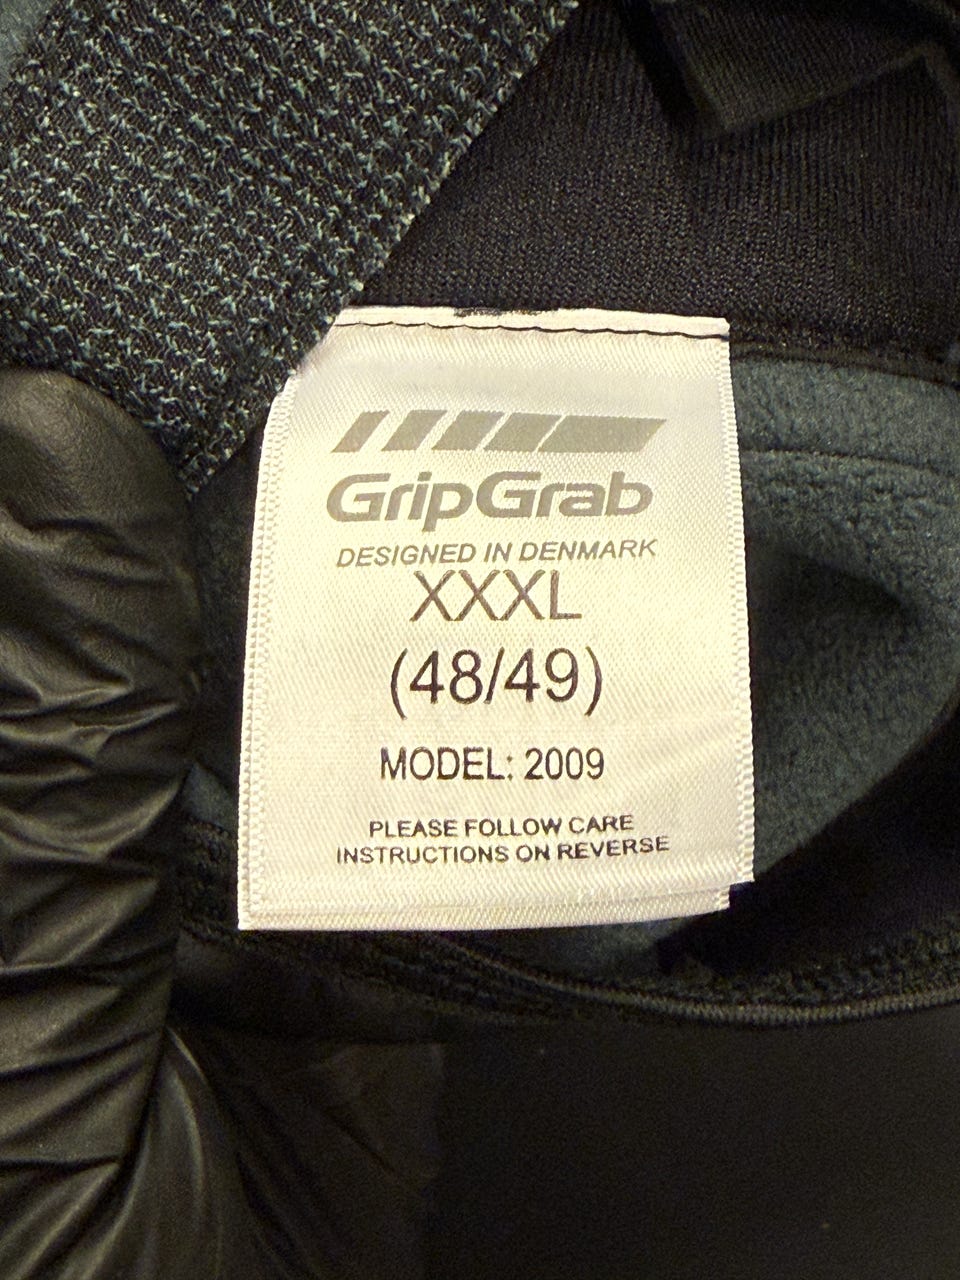 GripGrab
DESIGNED IN DENMARK
XXXL
(48/49)
MODEL: 2009
PLEASE FOLLOW CARE
INSTRUCTIONS ON REVERSE